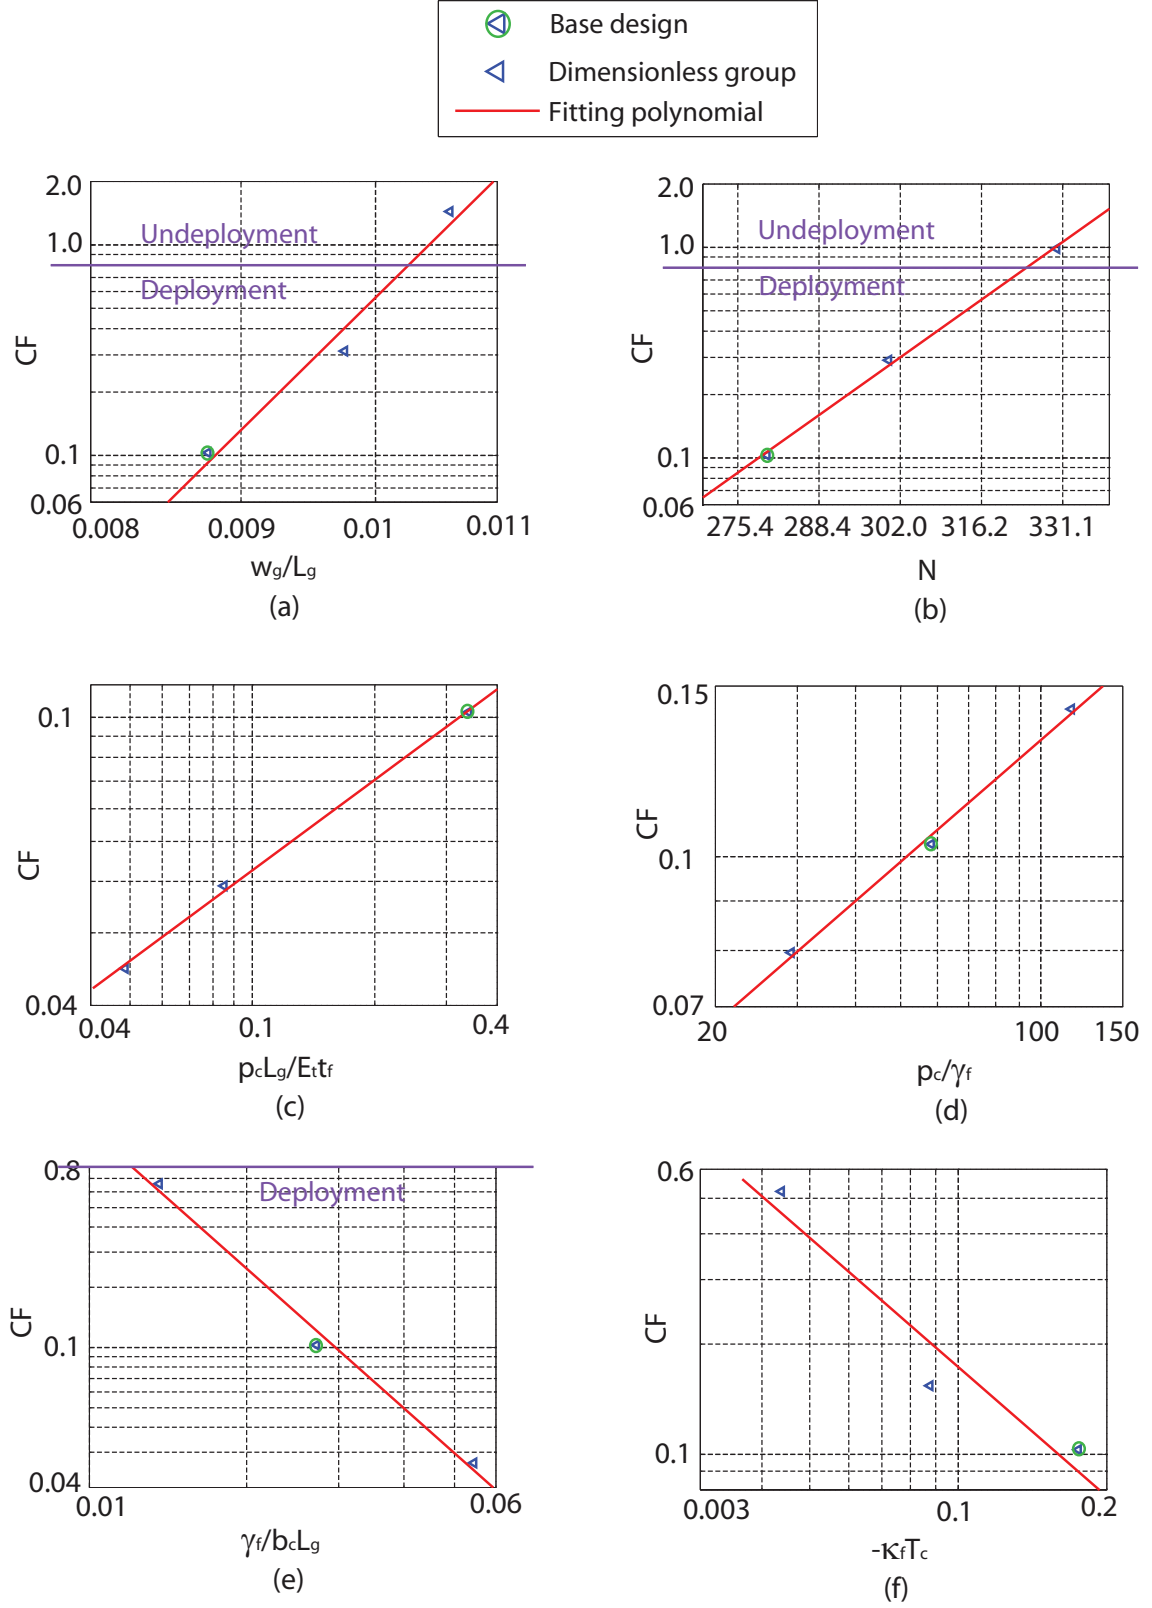 Base design
Dimensionless group
Fitting polynomial
2.0
1.0
0.1
0.06
CF
Undeployment
Deployment
0.008
0.009
0.01
0.011
wg/Lg
(a)
2.0
1.0
0.1
0.06
CF
Undeployment
Deployment
275.4
288.4
302.0
316.2
331.1
N
(b)
0.1
0.04
CF
0.04
0.1
0.4
pcLg/Ettf
(c)
0.15
0.1
0.07
CF
20
100
150
pc/γf
(d)
0.8
0.1
0.04
CF
Deployment
0.01
0.06
γf/bcLg
(e)
0.6
0.1
CF
0.003
0.1
0.2
-κfTc
(f)